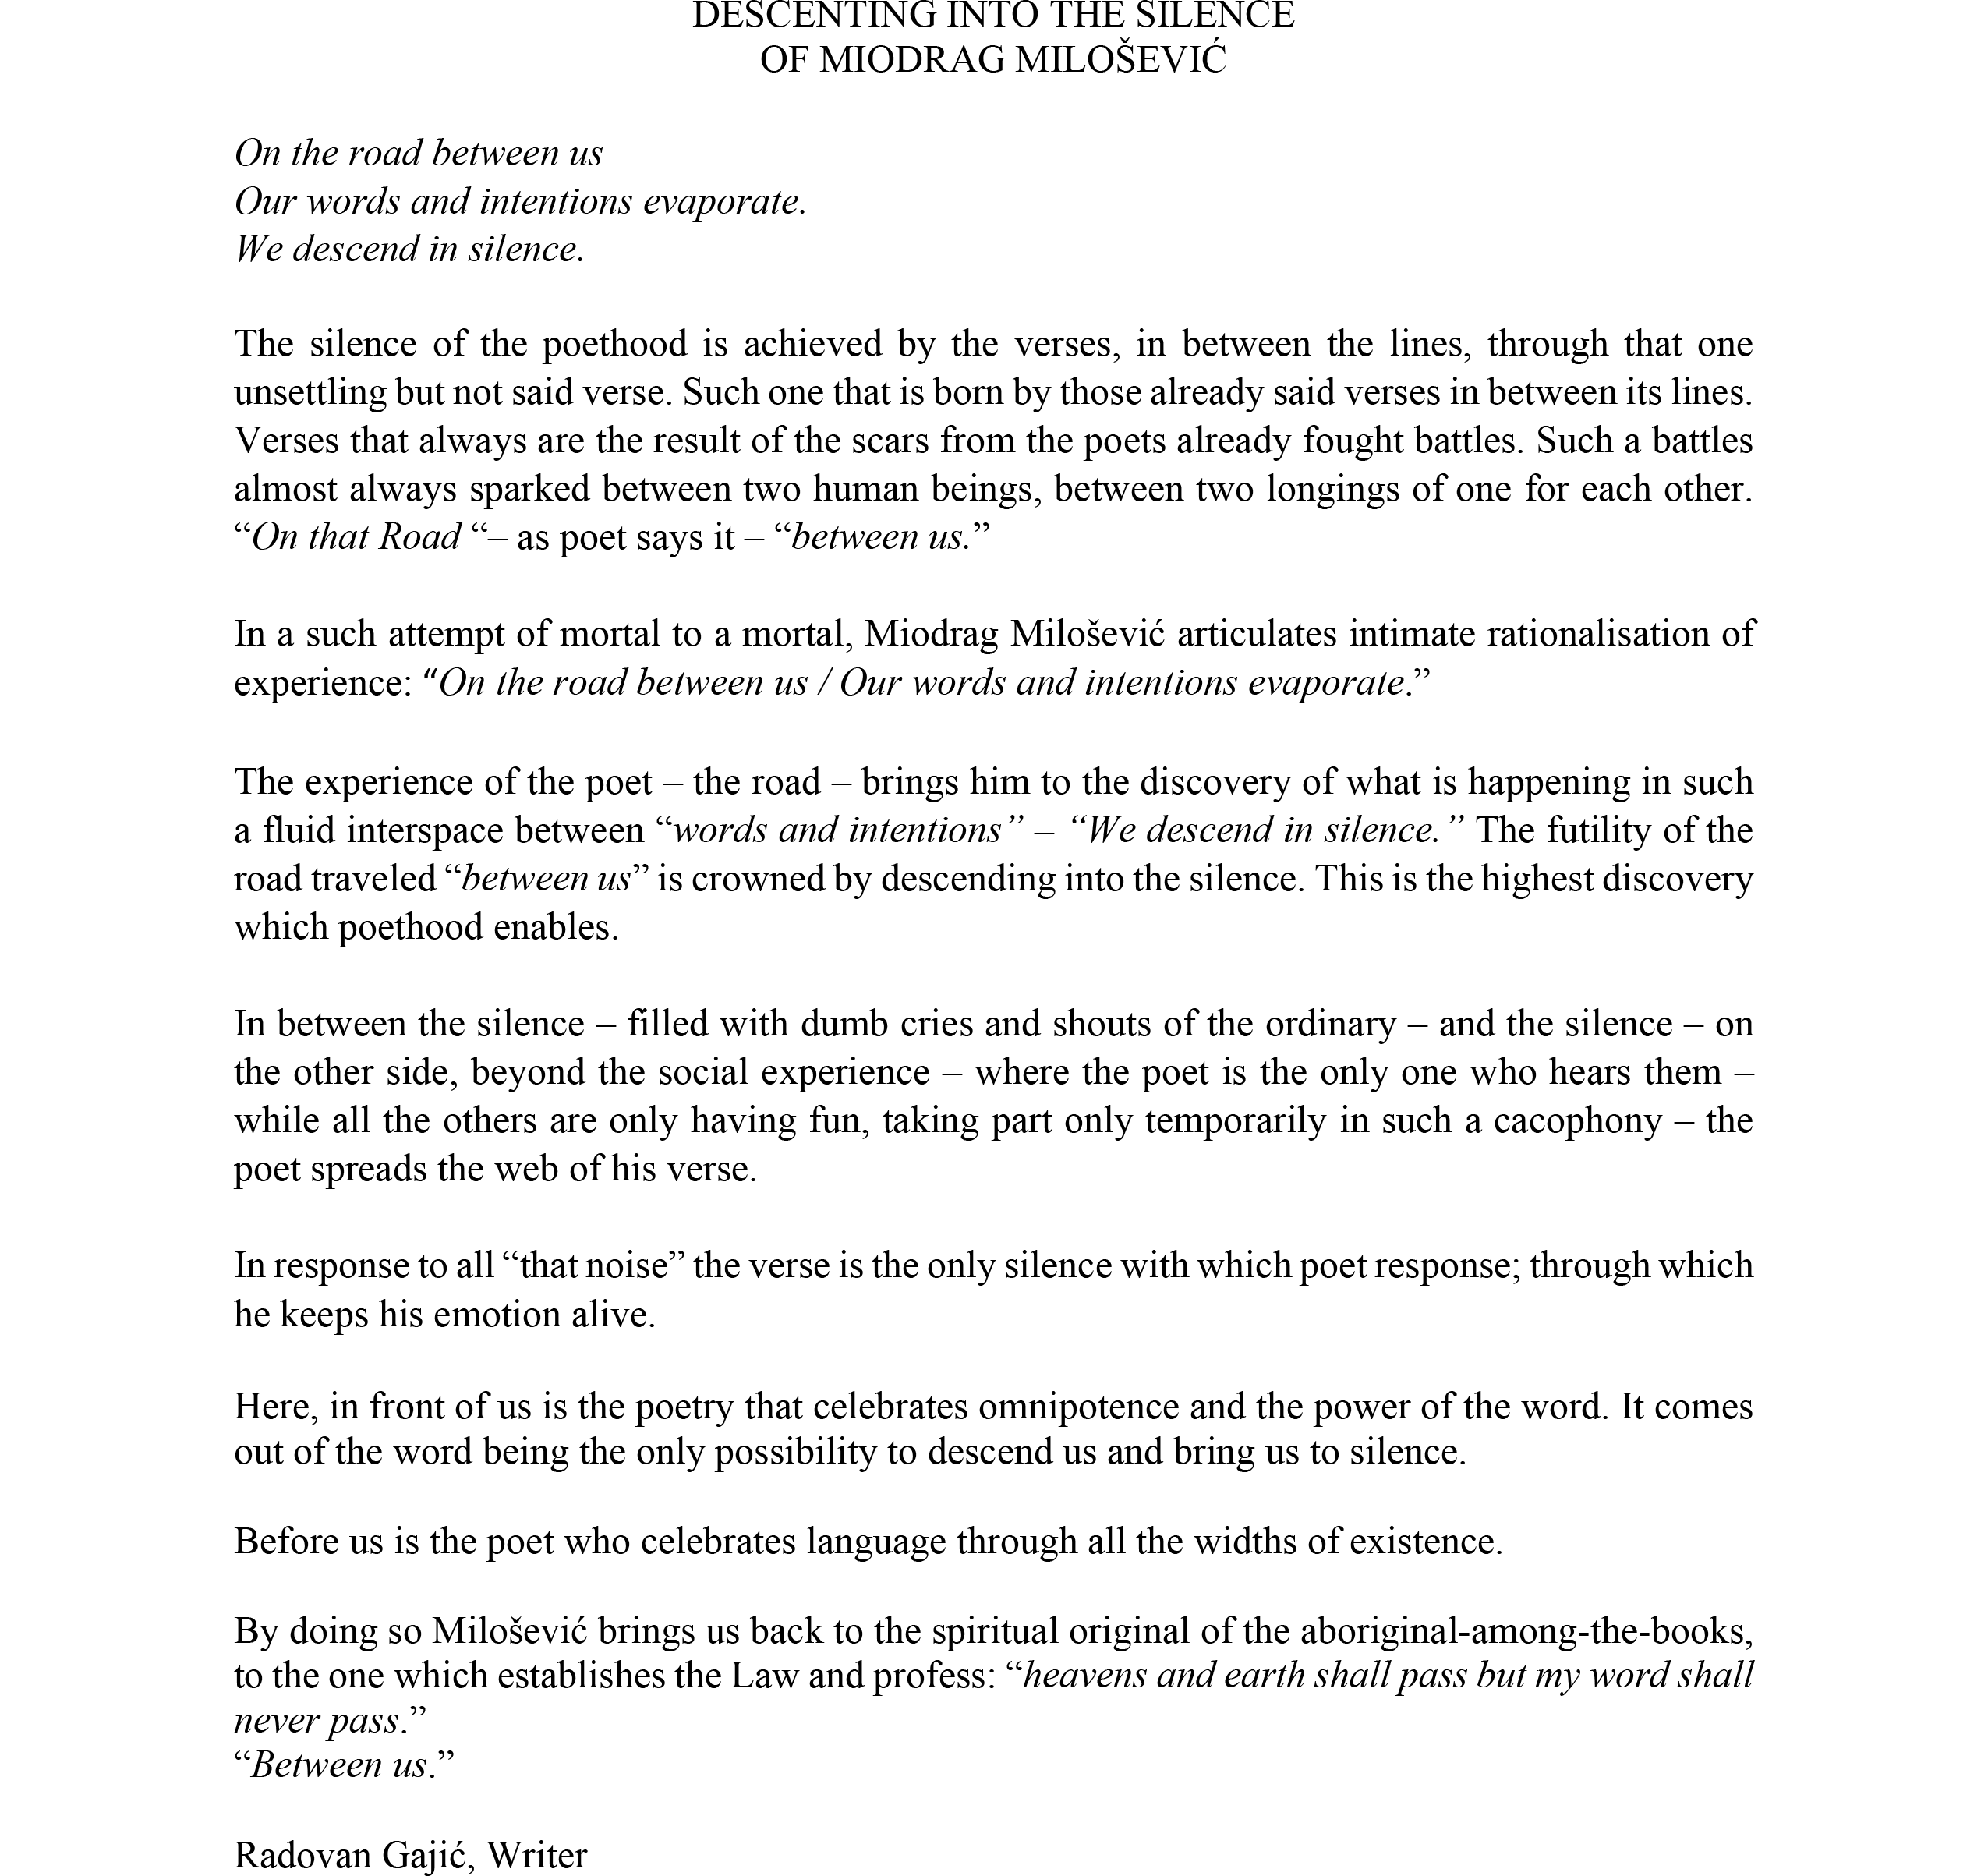 DESCENTING INTO THE SILENCE
OF MIODRAG MILOŠEVIĆ
On the road between us
Our words and intentions evaporate.
We descend in silence.
The silence of the poethood is achieved by the verses, in between the lines, through that one
unsettling but not said verse. Such one that is born by those already said verses in between its lines.
Verses that always are the result of the scars from the poets already fought battles. Such a battles
almost always sparked between two human beings, between two longings of one for each other.
“On that Road “– as poet says it – “between us.”
In a such attempt of mortal to a mortal, Miodrag Milošević articulates intimate rationalisation of
experience: “On the road between us / Our words and intentions evaporate.”
The experience of the poet – the road – brings him to the discovery of what is happening in such
a fluid interspace between “words and intentions” – “We descend in silence.” The futility of the
road traveled “between us” is crowned by descending into the silence. This is the highest discovery
which poethood enables.
In between the silence – filled with dumb cries and shouts of the ordinary – and the silence – on
the other side, beyond the social experience – where the poet is the only one who hears them –
while all the others are only having fun, taking part only temporarily in such a cacophony – the
poet spreads the web of his verse.
In response to all “that noise” the verse is the only silence with which poet response; through which
he keeps his emotion alive.
Here, in front of us is the poetry that celebrates omnipotence and the power of the word. It comes
out of the word being the only possibility to descend us and bring us to silence.
Before us is the poet who celebrates language through all the widths of existence.
By doing so Milošević brings us back to the spiritual original of the aboriginal-among-the-books,
to the one which establishes the Law and profess: “heavens and earth shall pass but my word shall
never pass.”
“Between us.”
Radovan Gajić, Writer